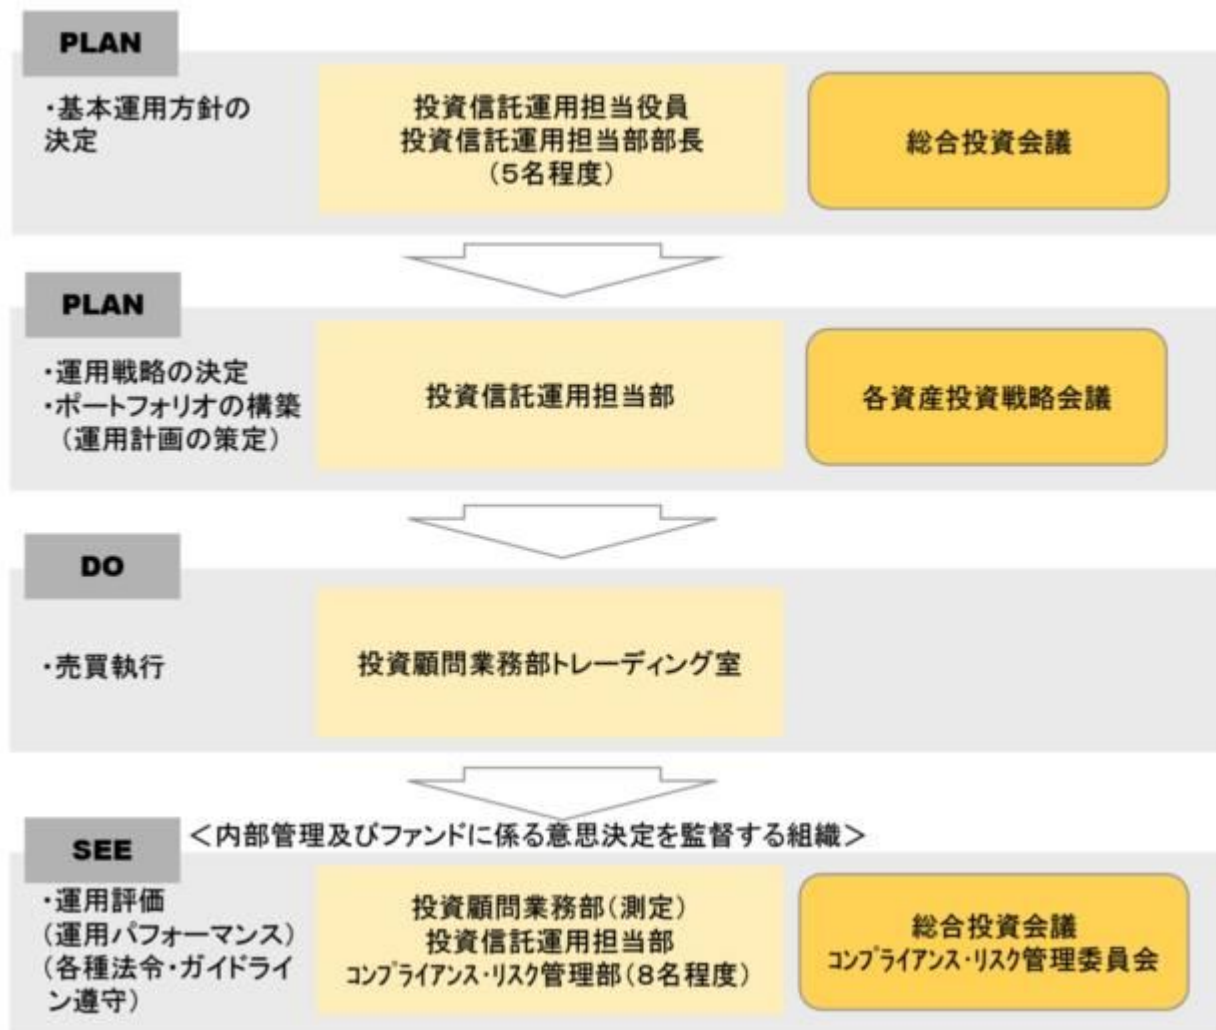 PLAN
・基本運用方針の
決定
投資信託運用担当役員
投資信託運用担当部部長
(5名程度)
総合投資会議
PLAN
・運用戦略の決定
・ポートフォリオの構築
(運用計画の策定)
投資信託運用担当部
各資産投資戦略会議
DO
・売買執行
投資顧問業務部トレーディング室
SEE
＜内部管理及びファンドに係る意思決定を監督する組織＞
・運用評価
(運用パフォーマンス)
(各種法令・ガイドライ
ン遵守)
投資顧問業務部(測定)
投資信託運用担当部
ｺﾝﾌﾟﾗｲｱﾝｽ・ﾘｽｸ管理部(8名程度)
総合投資会議
ｺﾝﾌﾟﾗｲｱﾝｽ・ﾘｽｸ管理委員会